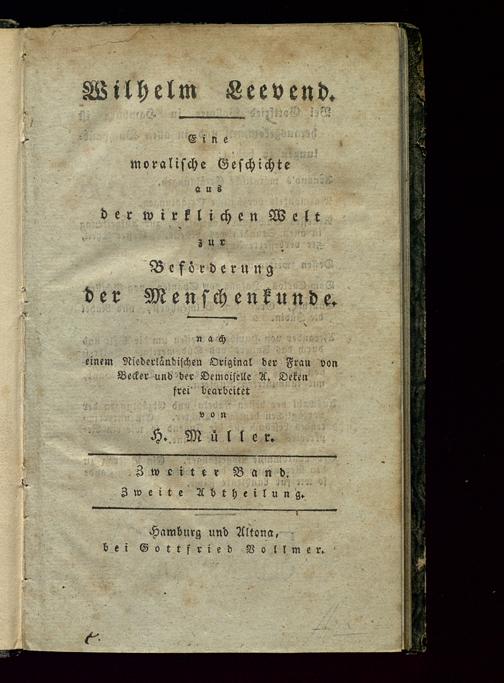 Wilhelm Leevend.
Eine
moralische Geschichte
aus
der wirklichen Welt
zur
Beförderung
der Menschenkunde.
nach
einem Niederländischen Original der Frau von
Becker und der Demoiselle A. Deken
frei bearbeitet
von
H. Müller.
Zweiter Band.
Zweite Abtheilung.
Hamburg und Altona,
bei Gottfried Vollmer.